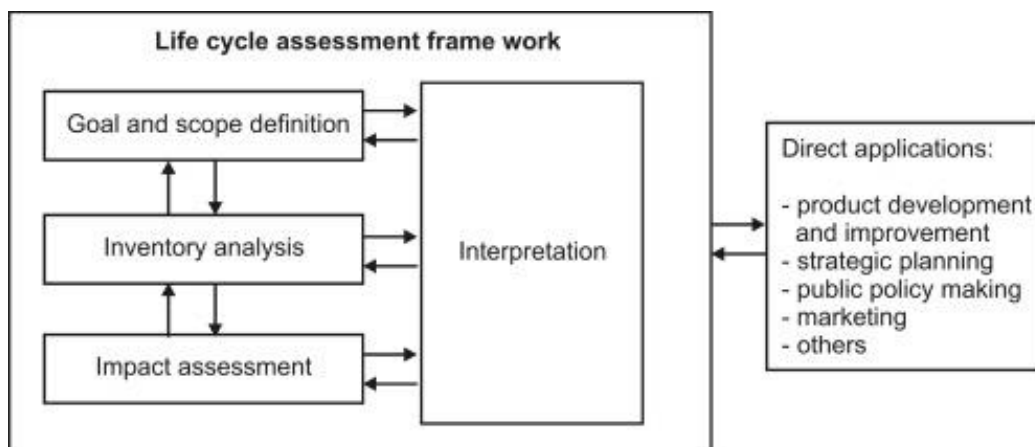 Life cycle assessment frame work
Goal and scope definition
Inventory analysis
Impact assessment
Interpretation
Direct applications:
- product development
and improvement
- strategic planning
- public policy making
- marketing
- others